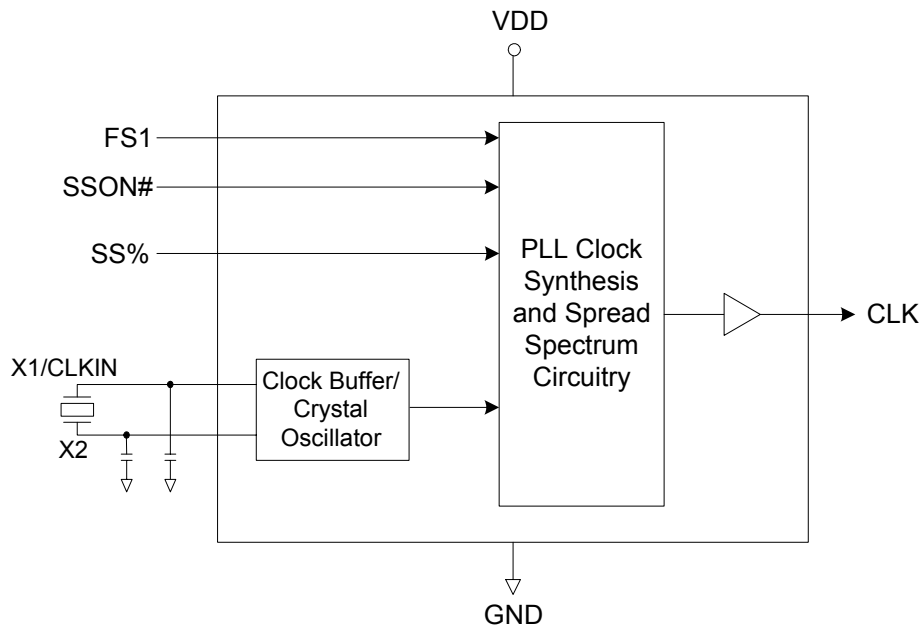 VDD
FS1
SSON#
SS%
PLL Clock
Synthesis
and Spread
Spectrum
Circuitry
CLK
X1/CLKIN
X2
Clock Buffer/
Crystal
Oscillator
GND